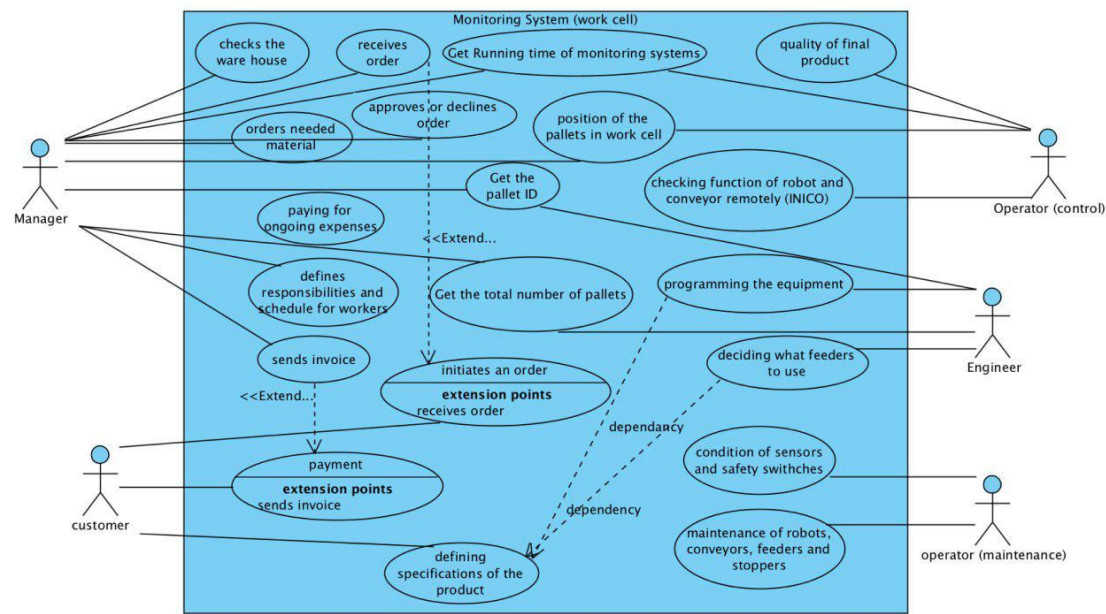 Monitoring System (work cell)
checks the
ware house
receives
order
Get Running time of monitoring systems
quality of final
product
approves or declines
order
orders needed
material
position of the
pallets in work cell
Manager
Get the
pallet ID
checking function of robot and
conveyor remotely (INICO)
Operator (control)
paying for
ongoing expenses
<<Extend...
defines
responsibilities and
schedule for workers
Get the total number of pallets
programming the equipment
sends invoice
deciding what feeders
to use
Engineer
initiates an order
extension points
receives order
<<Extend...
dependancy
condition of sensors
and safety swithches
payment
extension points
sends invoice
customer
dependency
maintenance of robots,
conveyors, feeders and
stoppers
operator (maintenance)
defining
specifications of the
product